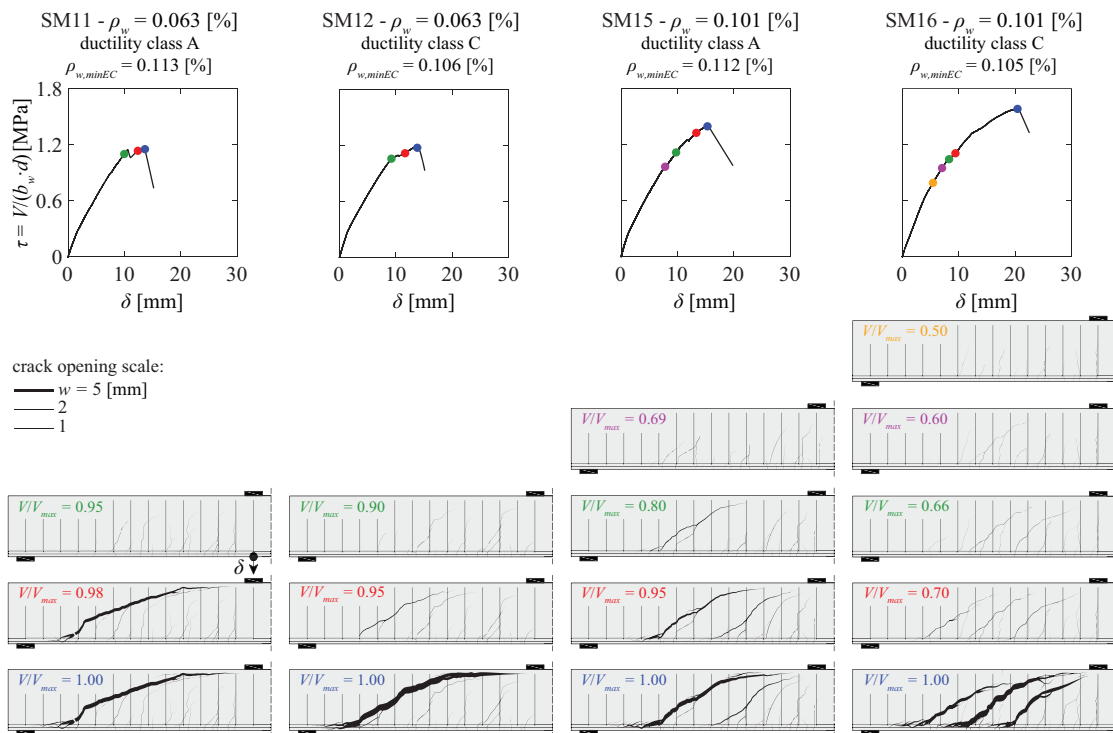 SM11 - ρw = 0.063 [%]
ductility class A
ρw,minEC = 0.113 [%]
SM12 - ρw = 0.063 [%]
ductility class C
ρw,minEC = 0.106 [%]
SM15 - ρw = 0.101 [%]
ductility class A
ρw,minEC = 0.112 [%]
SM16 - ρw = 0.101 [%]
ductility class C
ρw,minEC = 0.105 [%]
τ = V/(bw·d) [MPa]
1.8
1.2
0.6
0
0 10 20 30
δ [mm]
0 10 20 30
δ [mm]
0 10 20 30
δ [mm]
0 10 20 30
δ [mm]
V/Vmax = 0.50
crack opening scale:
w = 5 [mm]
2
1
V/Vmax = 0.69
V/Vmax = 0.60
V/Vmax = 0.95
V/Vmax = 0.90
V/Vmax = 0.80
V/Vmax = 0.66
δ
V/Vmax = 0.98
V/Vmax = 0.95
V/Vmax = 0.95
V/Vmax = 0.70
V/Vmax = 1.00
V/Vmax = 1.00
V/Vmax = 1.00
V/Vmax = 1.00